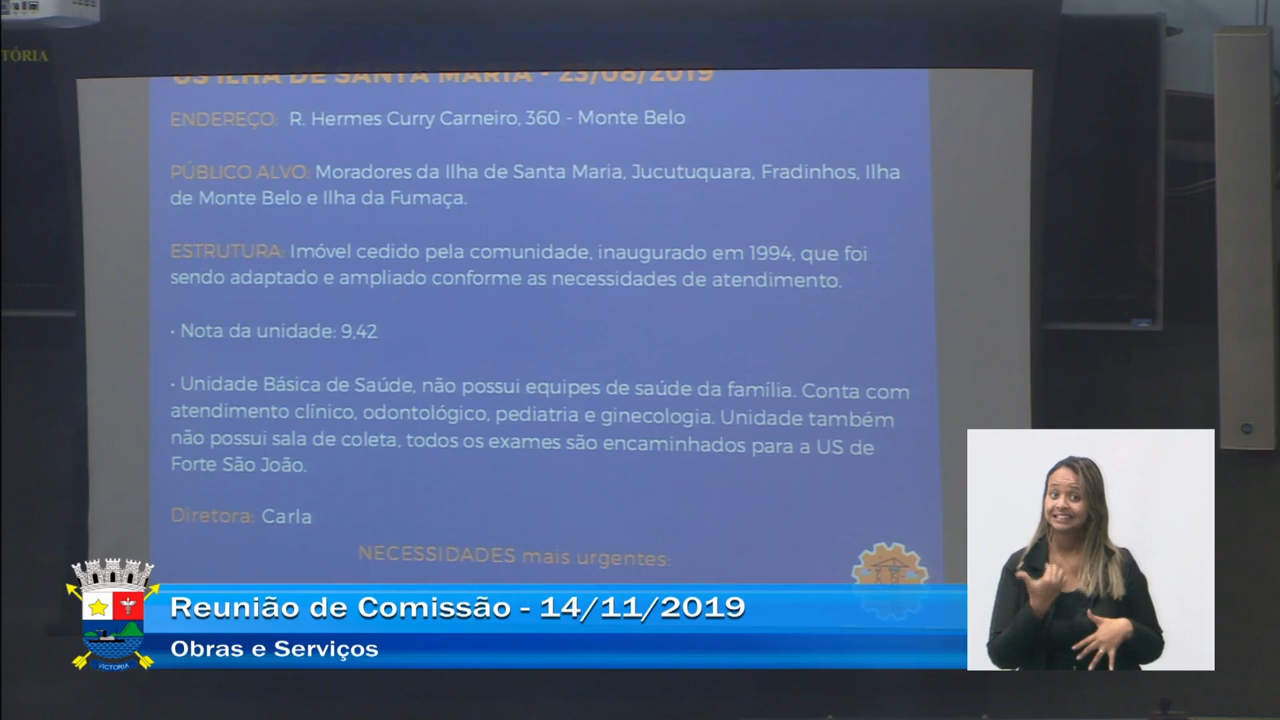 TÓRIA
US ILHA DE SANTA MARIA - 23/08/2019
ENDEREÇO: R. Hermes Curry Carneiro, 360 - Monte Belo
PÚBLICO ALVO: Moradores da Ilha de Santa Maria, Jucutuquara, Fradinhos, Ilha
de Monte Belo e Ilha da Fumaça.
ESTRUTURA: Imóvel cedido pela comunidade, inaugurado em 1994, que foi
sendo adaptado e ampliado conforme as necessidades de atendimento.
• Nota da unidade: 9,42
• Unidade Básica de Saúde, não possui equipes de saúde da família. Conta com
atendimento clínico, odontológico, pediatria e ginecologia. Unidade também
não possui sala de coleta, todos os exames são encaminhados para a US de
Forte São João.
Diretora: Carla
NECESSIDADES mais urgentes:
Reunião de Comissão - 14/11/2019
Obras e Serviços
VICTORIA